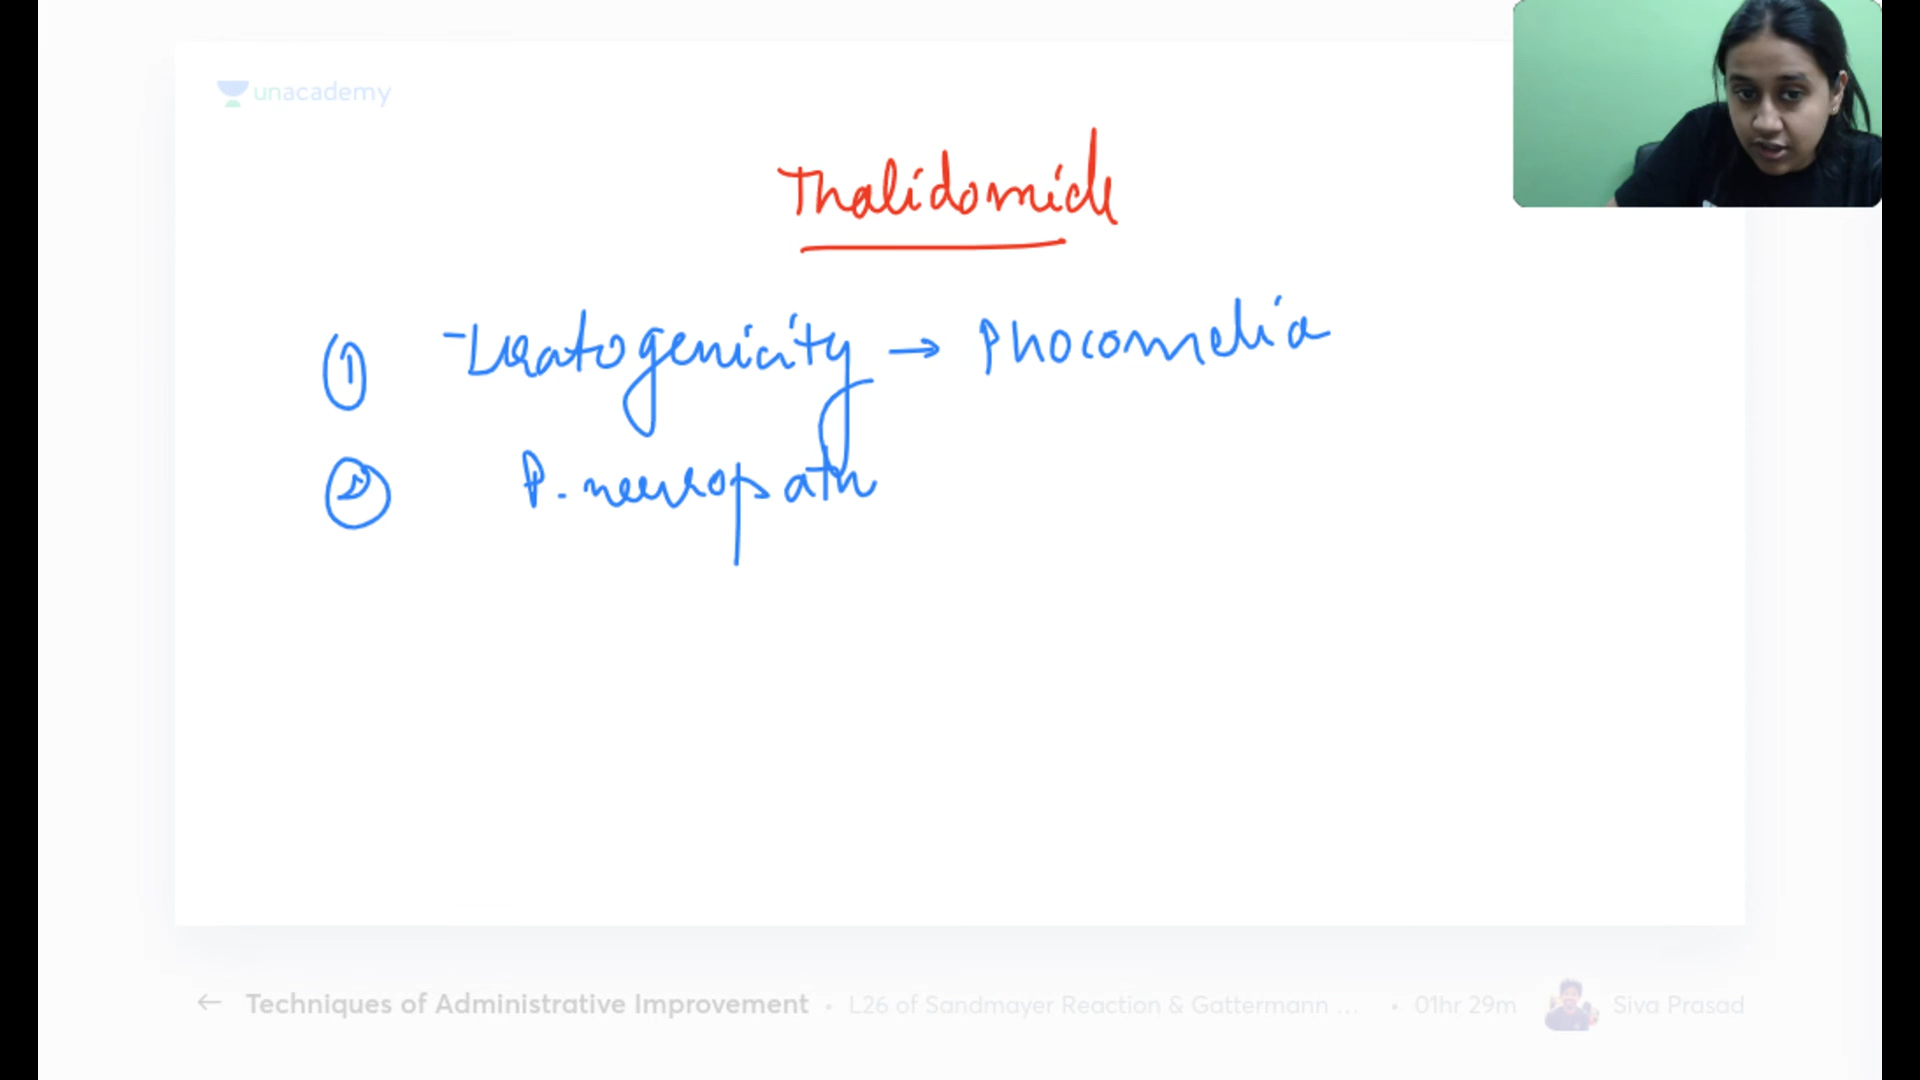 unacademy
Thalidomide
① Teratogenicity → Phocomelia
② P. neuropath
← Techniques of Administrative Improvement • L26 of Sandmayer Reaction & Gattermann ... • 01hr 29m Siva Prasad